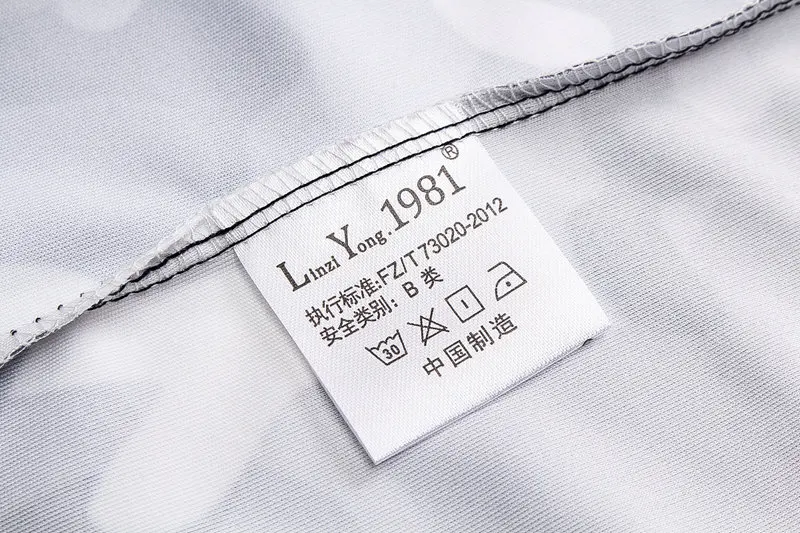 Linzi Yong.1981®
执行标准:FZ/T 73020-2012
安全类别: B 类
30
中国制造